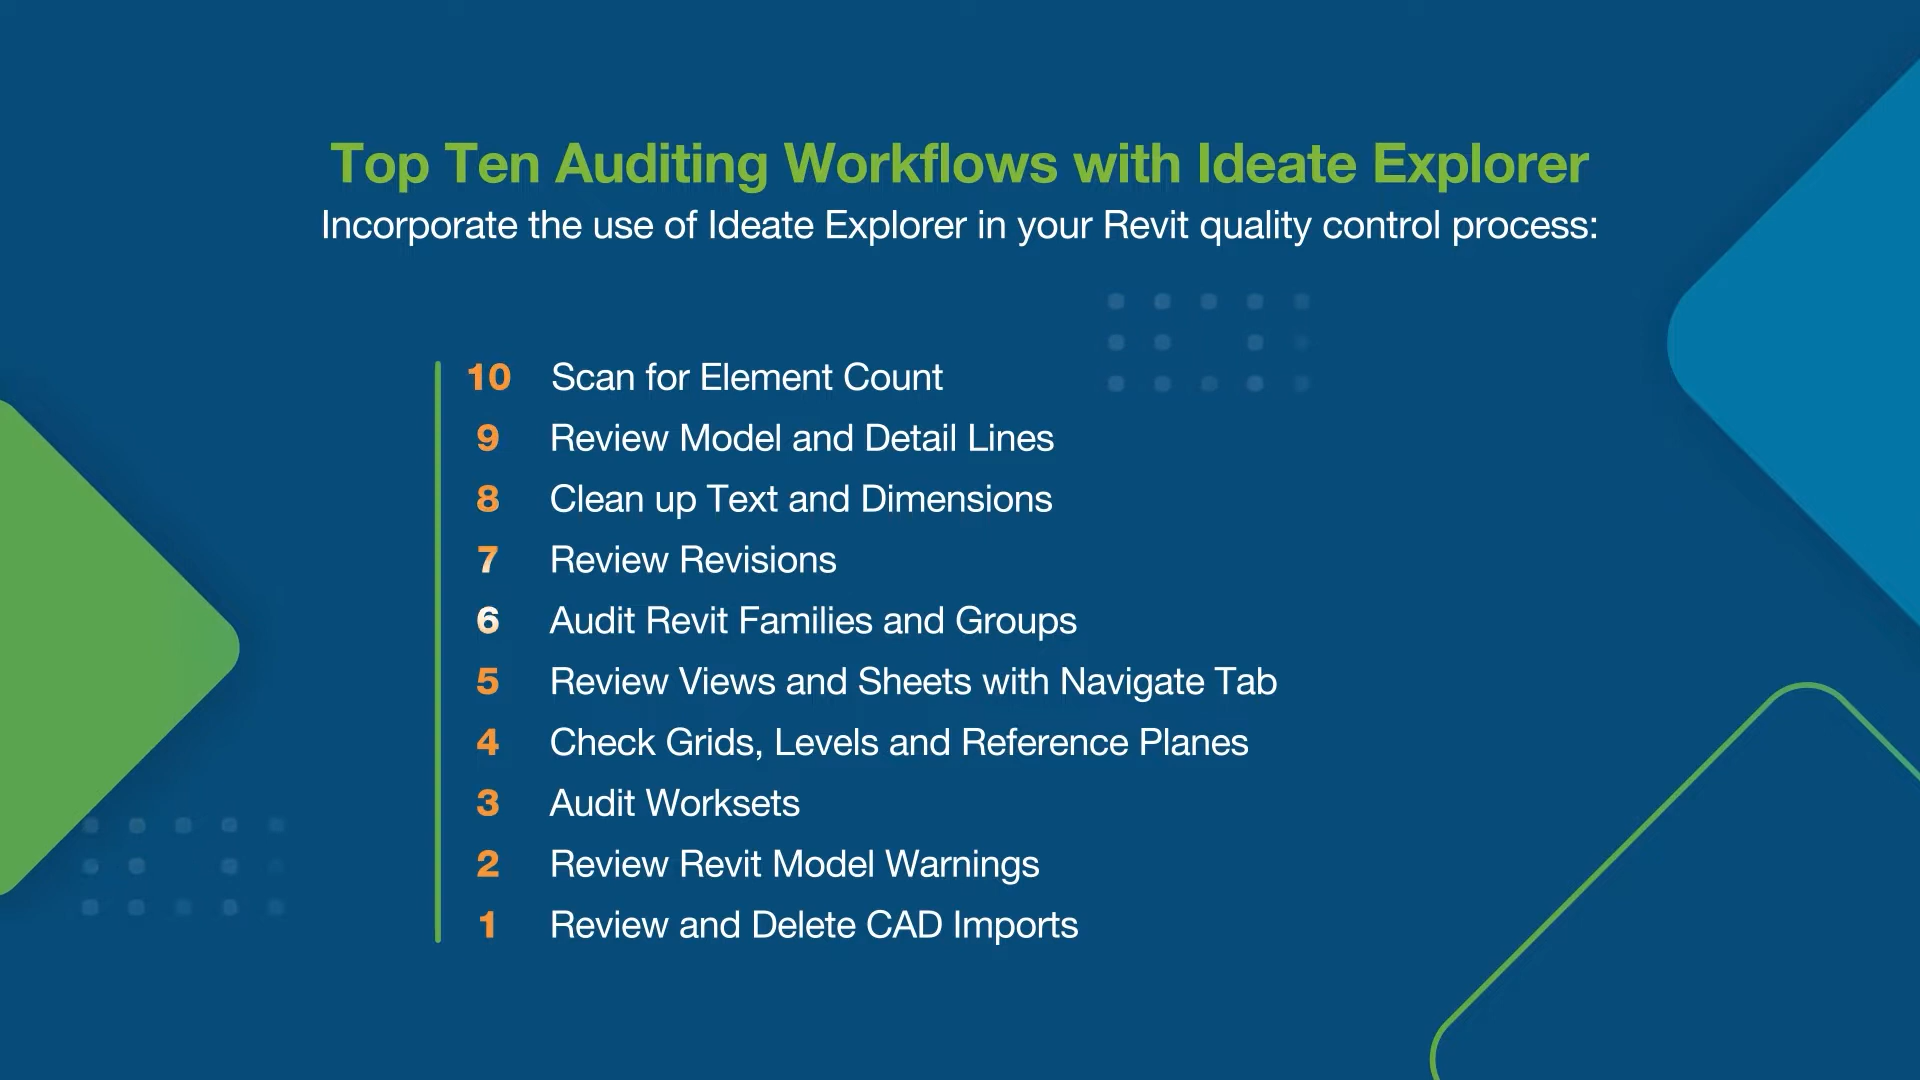 Top Ten Auditing Workflows with Ideate Explorer
Incorporate the use of Ideate Explorer in your Revit quality control process:
10 Scan for Element Count
9 Review Model and Detail Lines
8 Clean up Text and Dimensions
7 Review Revisions
6 Audit Revit Families and Groups
5 Review Views and Sheets with Navigate Tab
4 Check Grids, Levels and Reference Planes
3 Audit Worksets
2 Review Revit Model Warnings
1 Review and Delete CAD Imports